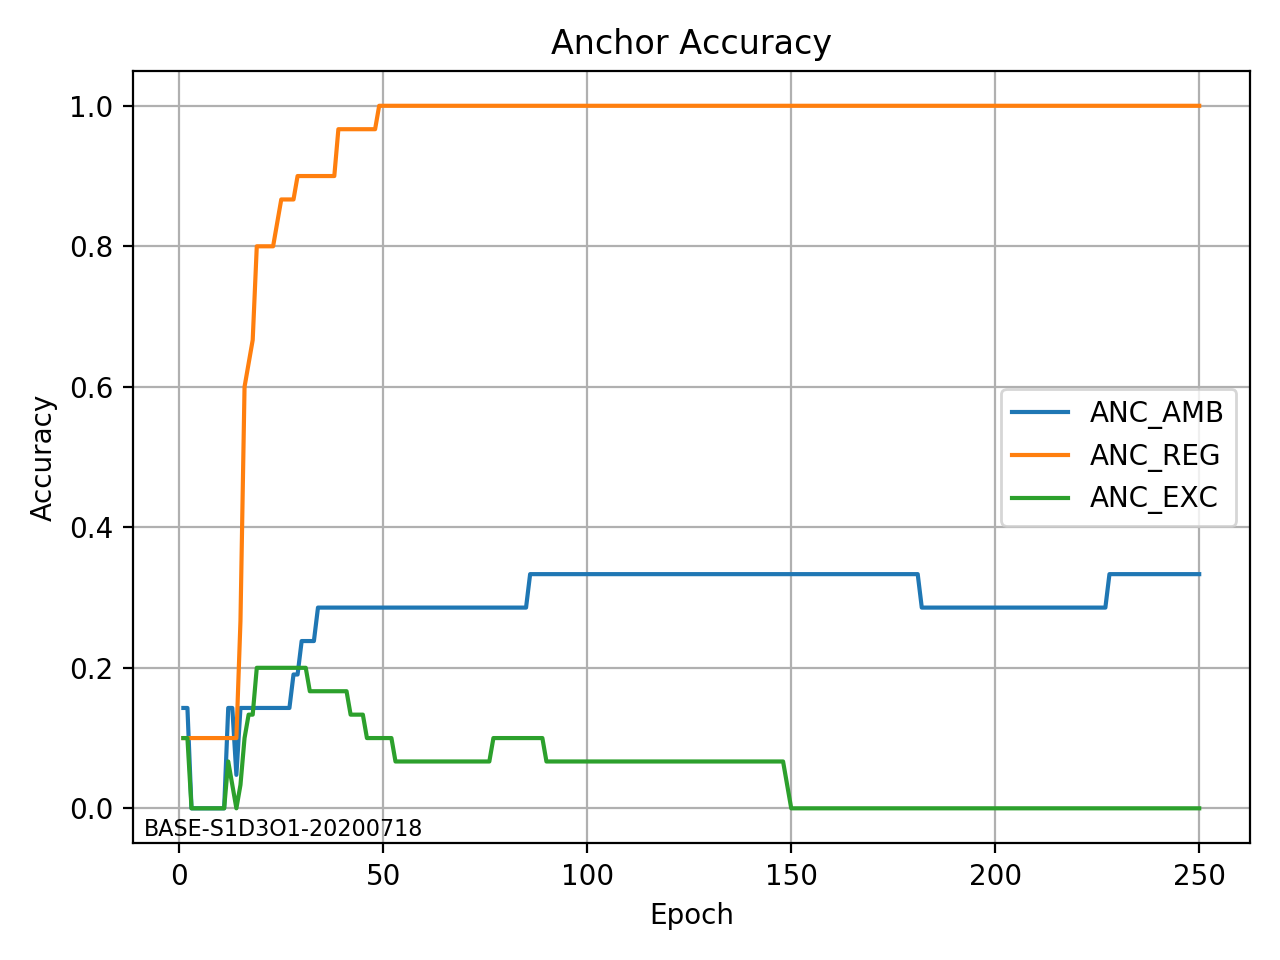 Anchor Accuracy
1.0
0.8
0.6
0.4
0.2
0.0
Accuracy
ANC_AMB
ANC_REG
ANC_EXC
BASE-S1D3O1-20200718
0 50 100 150 200 250
Epoch